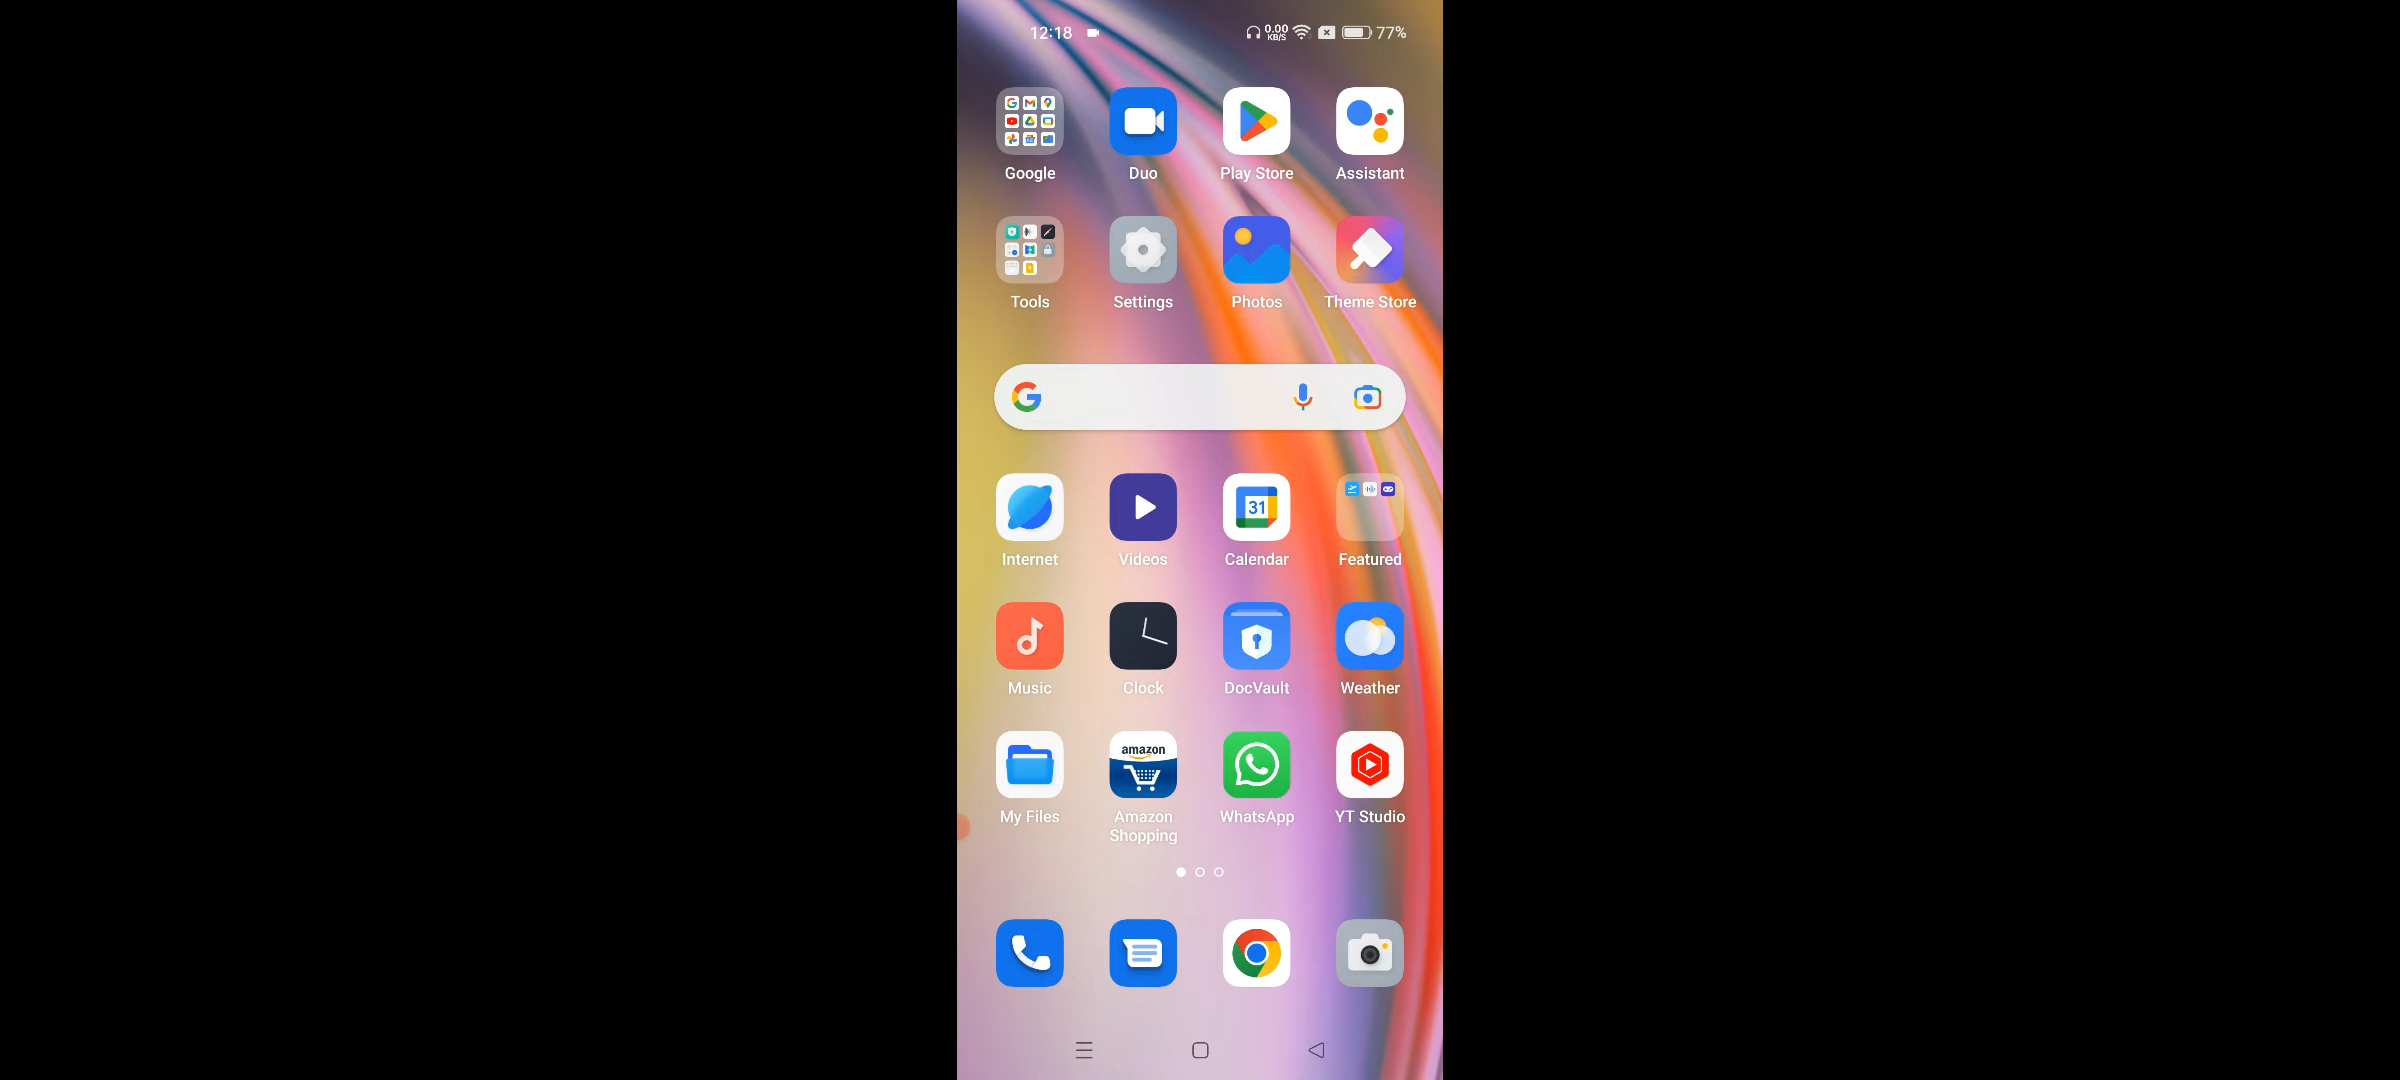 12:18 0.00 KB/S 77%
Google Duo Play Store Assistant
Tools Settings Photos Theme Store
31
Internet Videos Calendar Featured
Music Clock DocVault Weather
amazon
My Files Amazon Shopping WhatsApp YT Studio